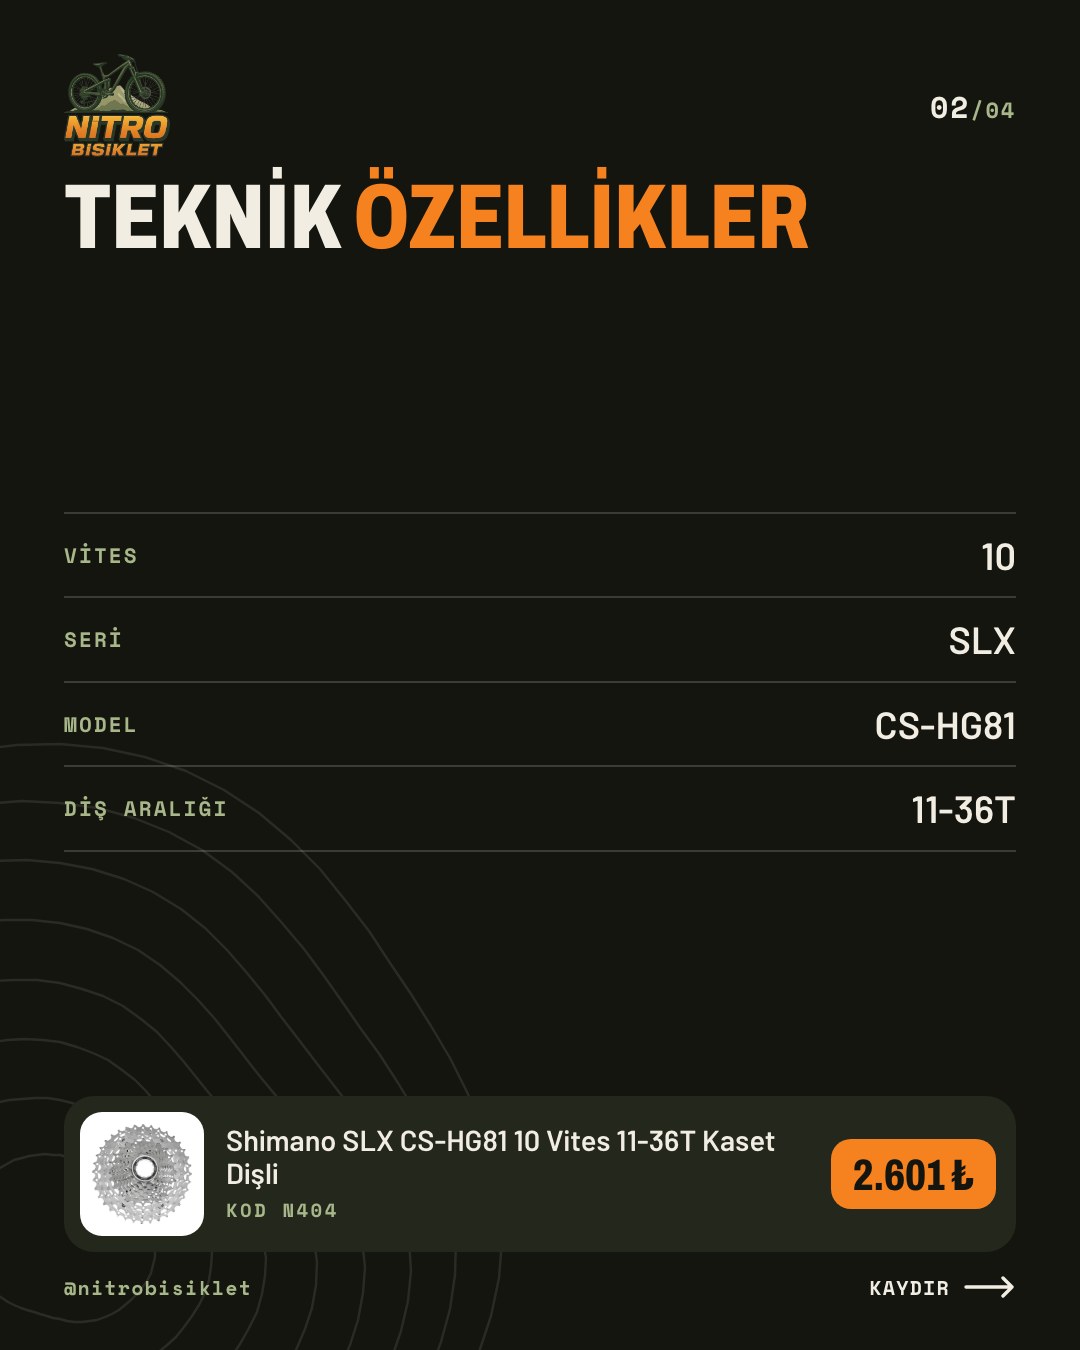 NiTRO
BISIKLET
02/04
TEKNİK ÖZELLİKLER
VİTES 10
SERİ SLX
MODEL CS-HG81
DİŞ ARALIĞI 11-36T
Shimano SLX CS-HG81 10 Vites 11-36T Kaset
Dişli
KOD N404
2.601 ₺
@nitrobisiklet
KAYDIR